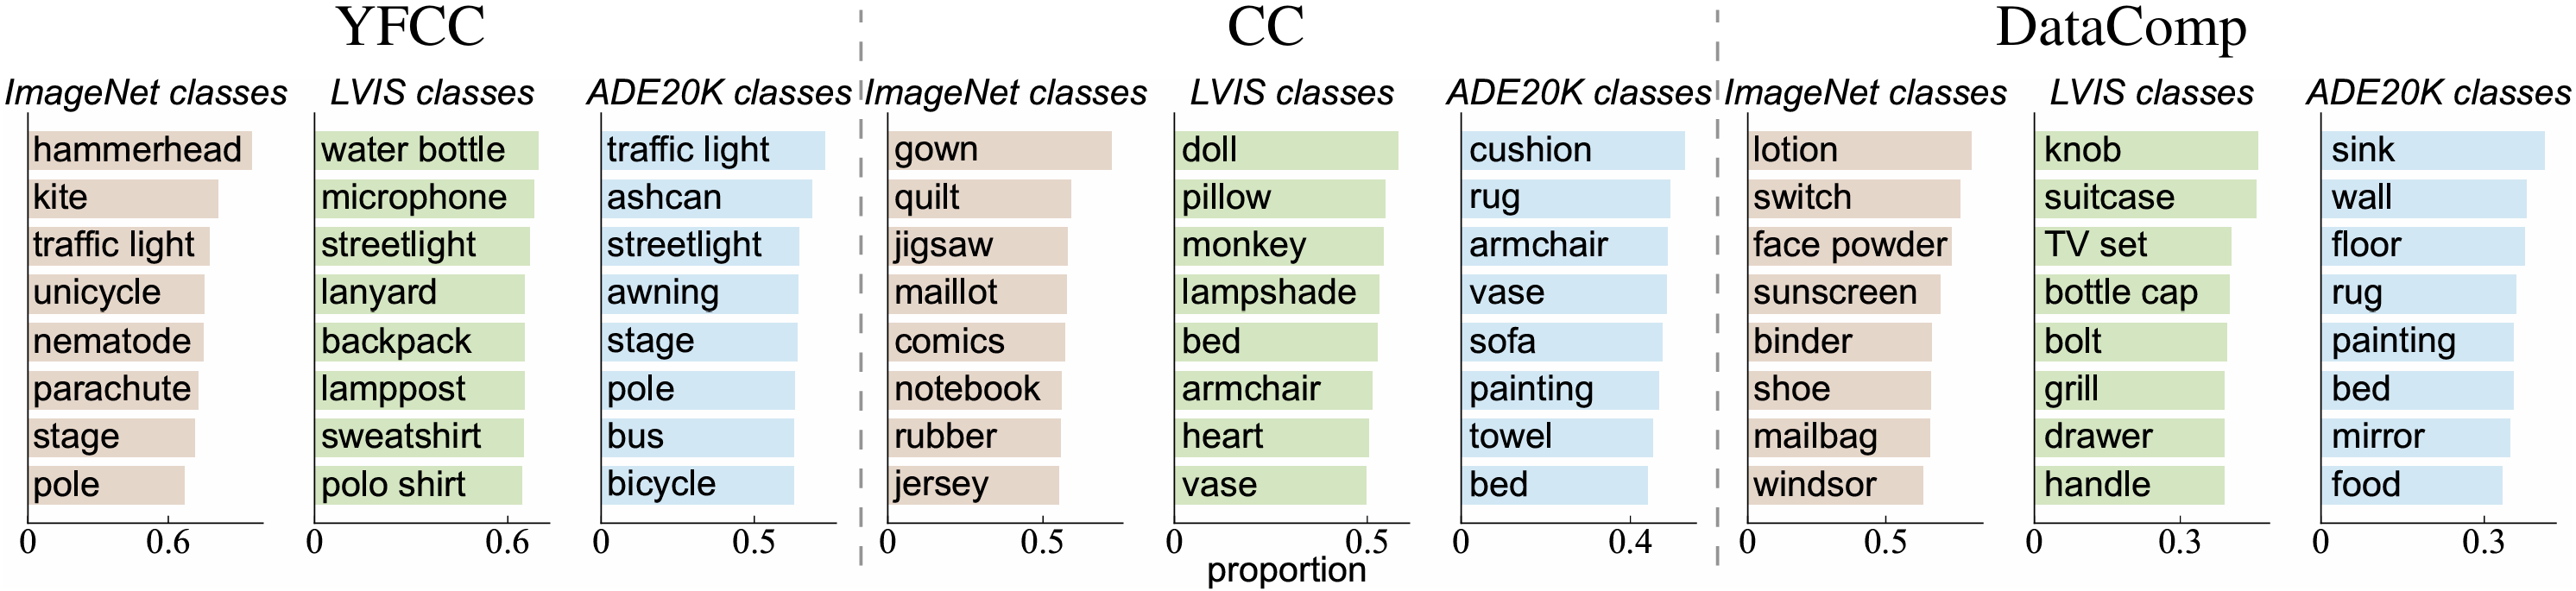 YFCC
CC
DataComp
ImageNet classes
LVIS classes
ADE20K classes
ImageNet classes
LVIS classes
ADE20K classes
ImageNet classes
LVIS classes
ADE20K classes
hammerhead
kite
traffic light
unicycle
nematode
parachute
stage
pole
0
0.6
water bottle
microphone
streetlight
lanyard
backpack
lamppost
sweatshirt
polo shirt
0
0.6
traffic light
ashcan
streetlight
awning
stage
pole
bus
bicycle
0
0.5
gown
quilt
jigsaw
maillot
comics
notebook
rubber
jersey
0
0.5
doll
pillow
monkey
lampshade
bed
armchair
heart
vase
0
0.5
cushion
rug
armchair
vase
sofa
painting
towel
bed
0
0.4
lotion
switch
face powder
sunscreen
binder
shoe
mailbag
windsor
0
0.5
knob
suitcase
TV set
bottle cap
bolt
grill
drawer
handle
0
0.3
sink
wall
floor
rug
painting
bed
mirror
food
0
0.3
proportion